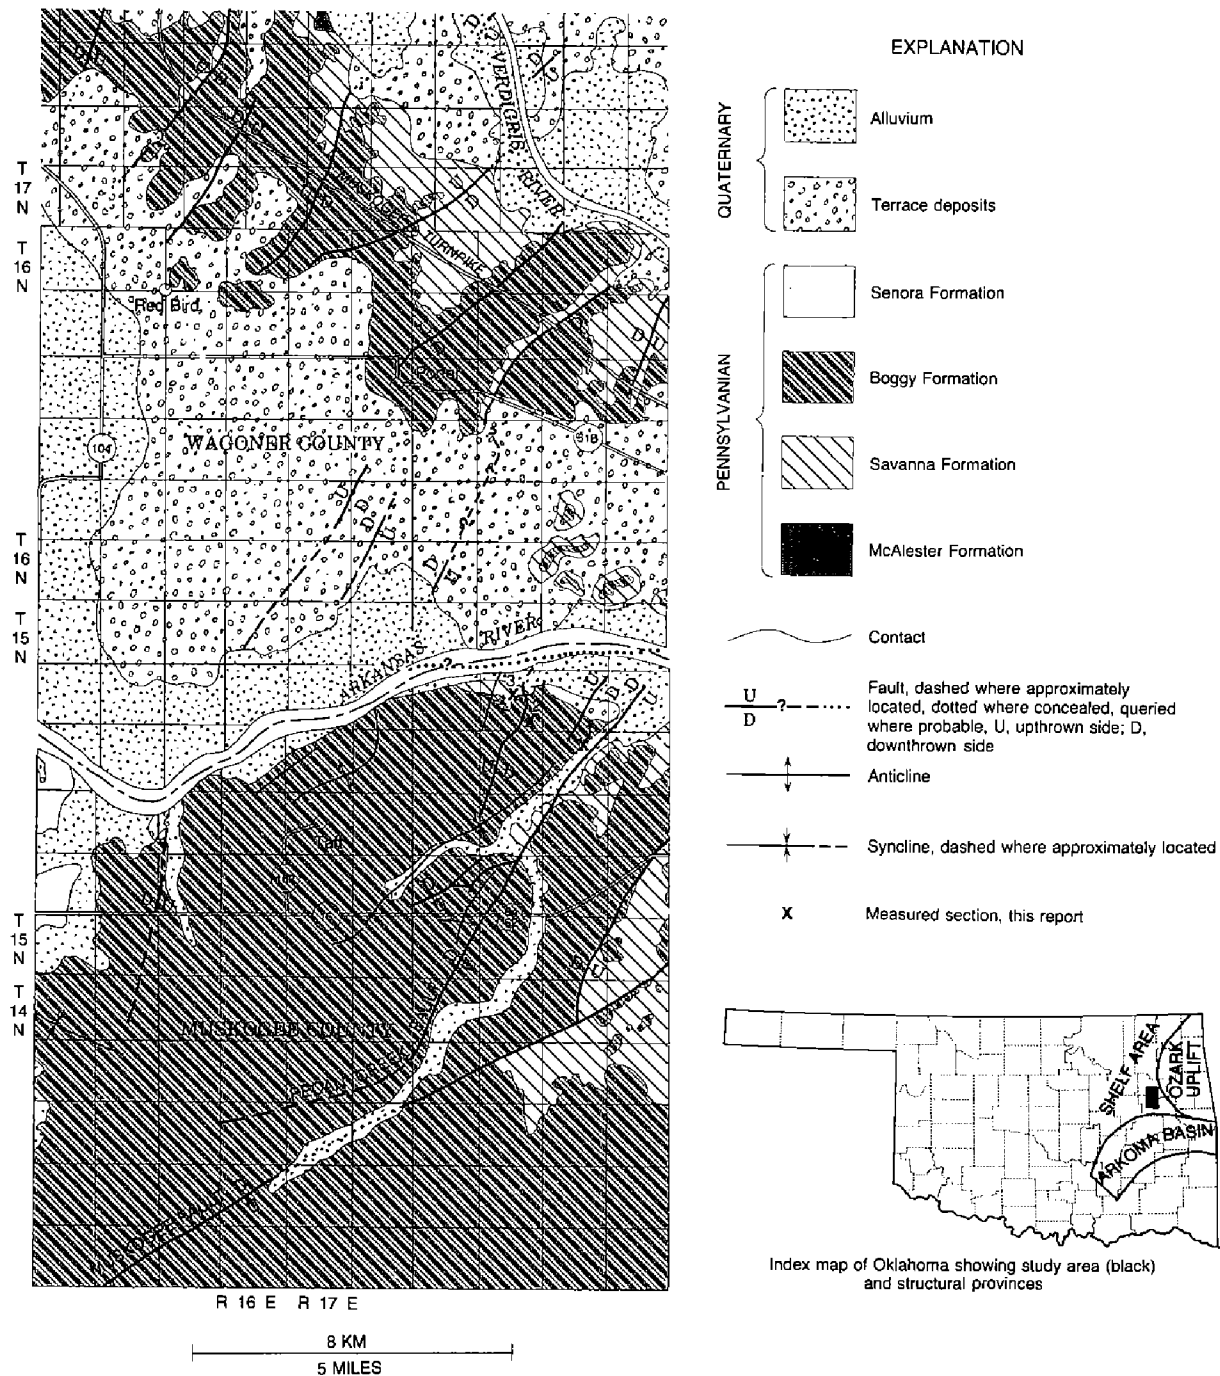 EXPLANATION
QUATERNARY
Alluvium
Terrace deposits
PENNSYLVANIAN
Senora Formation
Boggy Formation
Savanna Formation
McAlester Formation
Contact
U
D
?
Fault, dashed where approximately
located, dotted where concealed, queried
where probable, U, upthrown side; D,
downthrown side
Anticline
Syncline, dashed where approximately located
X
Measured section, this report
SHELF AREA
OZARK
UPLIFT
ARKOMA BASIN
Index map of Oklahoma showing study area (black)
and structural provinces
T
17
N
T
16
N
T
16
N
T
15
N
T
15
N
T
14
N
VERDIGRIS
RIVER
TURNPIKE
Red Bird
WAGONER COUNTY
104
51B
ARKANSAS
RIVER
Taft
MUSKOGEE COUNTY
R 16 E R 17 E
8 KM
5 MILES